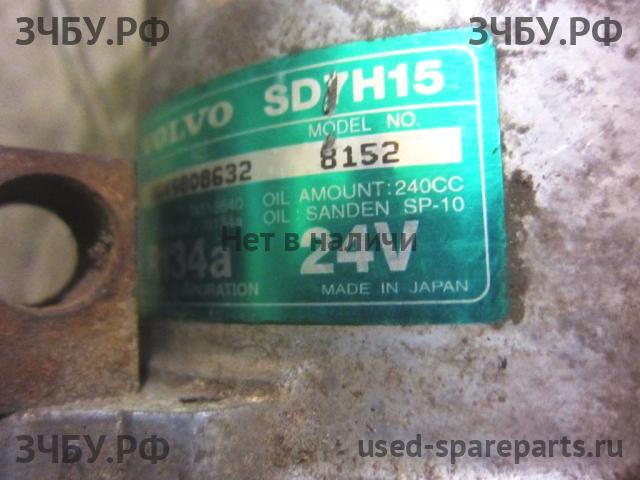 ЗЧБУ.РФ
ЗЧБУ.РФ
VOLVO SD7H15
MODEL NO.
8152
OIL AMOUNT:240CC
OIL: SANDEN SP-10
Нет в наличи
R134a 24V
MADE IN JAPAN
ЗЧБУ.РФ
used-spareparts.ru